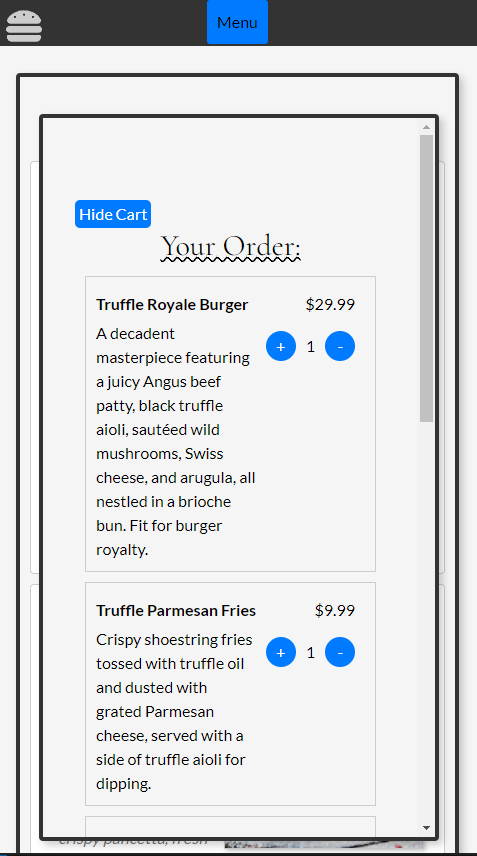 Menu
Hide Cart
Your Order:
Truffle Royale Burger $29.99
A decadent
masterpiece featuring
a juicy Angus beef
patty, black truffle
aioli, sautéed wild
mushrooms, Swiss
cheese, and arugula, all
nestled in a brioche
bun. Fit for burger
royalty.
+ 1 -
Truffle Parmesan Fries $9.99
Crispy shoestring fries
tossed with truffle oil
and dusted with
grated Parmesan
cheese, served with a
side of truffle aioli for
dipping.
+ 1 -
crispy pancetta, fresh